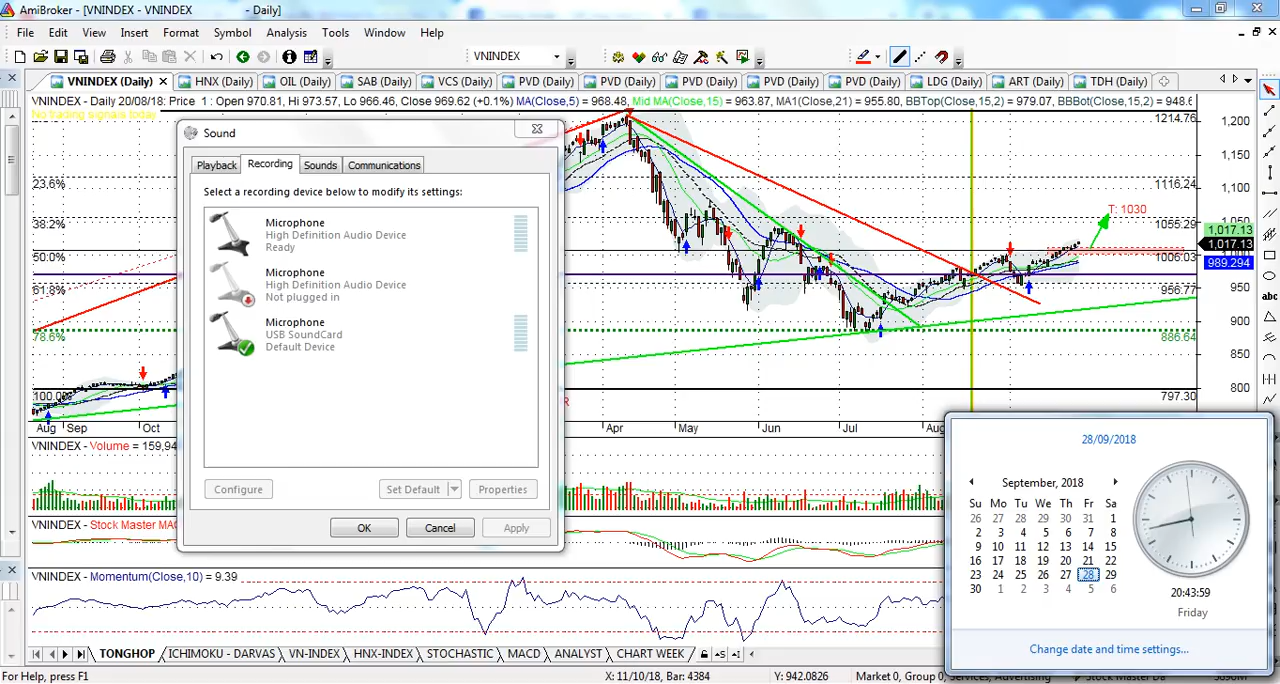 AmiBroker - [VNINDEX - VNINDEX - Daily]
File Edit View Insert Format Symbol Analysis Tools Window Help
VNINDEX
VNINDEX (Daily) HNX (Daily) OIL (Daily) SAB (Daily) VCS (Daily) PVD (Daily) PVD (Daily) PVD (Daily) PVD (Daily) PVD (Daily) LDG (Daily) ART (Daily) TDH (Daily)
VNINDEX - Daily 20/08/18: Price 1 : Open 970.81, Hi 973.57, Lo 966.46, Close 969.62 (+0.1%) MA(Close,5) = 968.48, Mid MA(Close,15) = 963.87, MA1(Close,21) = 955.80, BBTop(Close,15,2) = 979.07, BBBot(Close,15,2) = 948.6
No trading signals today
1214.76
1,200
1,150
23.6%
1116.24
1,100
T: 1030
38.2%
1055.29
1,050
1,017.13
1,017.13
50.0%
1006.03
989.294
61.8%
956.77
950
900
78.6%
886.64
850
800
100.0%
797.30
Aug Sep Oct Apr May Jun Jul Aug
Sound
Playback Recording Sounds Communications
Select a recording device below to modify its settings:
Microphone
High Definition Audio Device
Ready
Microphone
High Definition Audio Device
Not plugged in
Microphone
USB SoundCard
Default Device
Configure Set Default Properties
OK Cancel Apply
VNINDEX - Volume = 159,94
VNINDEX - Stock Master MAC
VNINDEX - Momentum(Close,10) = 9.39
28/09/2018
September, 2018
Su Mo Tu We Th Fr Sa
26 27 28 29 30 31 1
2 3 4 5 6 7 8
9 10 11 12 13 14 15
16 17 18 19 20 21 22
23 24 25 26 27 28 29
30 1 2 3 4 5 6
20:43:59
Friday
Change date and time settings...
TONGHOP ICHIMOKU - DARVAS VN-INDEX HNX-INDEX STOCHASTIC MACD ANALYST CHART WEEK
For Help, press F1 X: 11/10/18, Bar: 4384 Y: 942.0826 Market 0, Group 0, Services, Advertising Stock Master Da